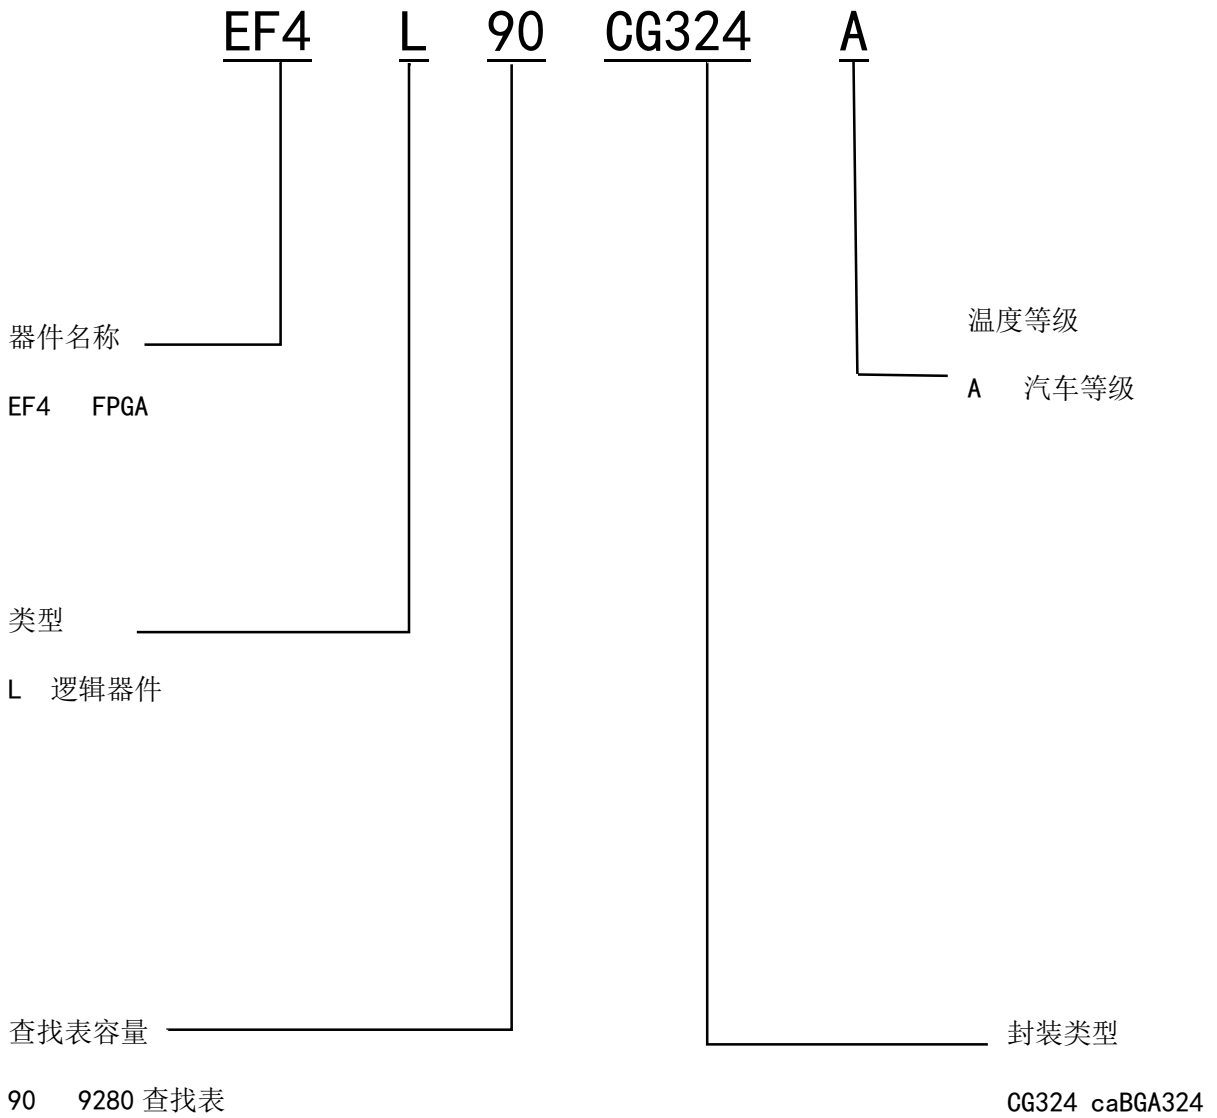 EF4 L 90 CG324 A
温度等级
器件名称
A 汽车等级
EF4 FPGA
类型
L 逻辑器件
查找表容量
封装类型
90 9280 查找表
CG324 caBGA324